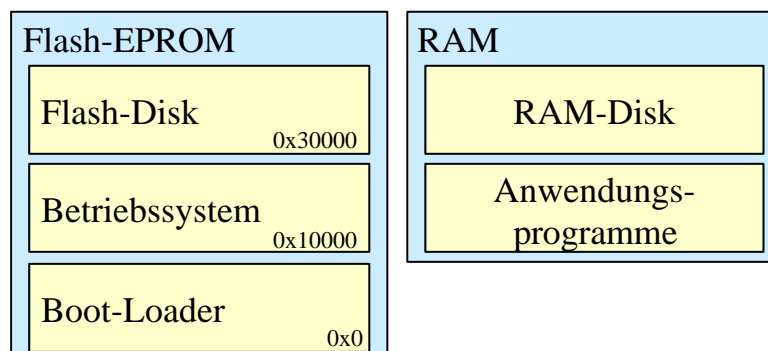 Flash-EPROM
Flash-Disk
0x30000
Betriebssystem
0x10000
Boot-Loader
0x0
RAM
RAM-Disk
Anwendungs-
programme